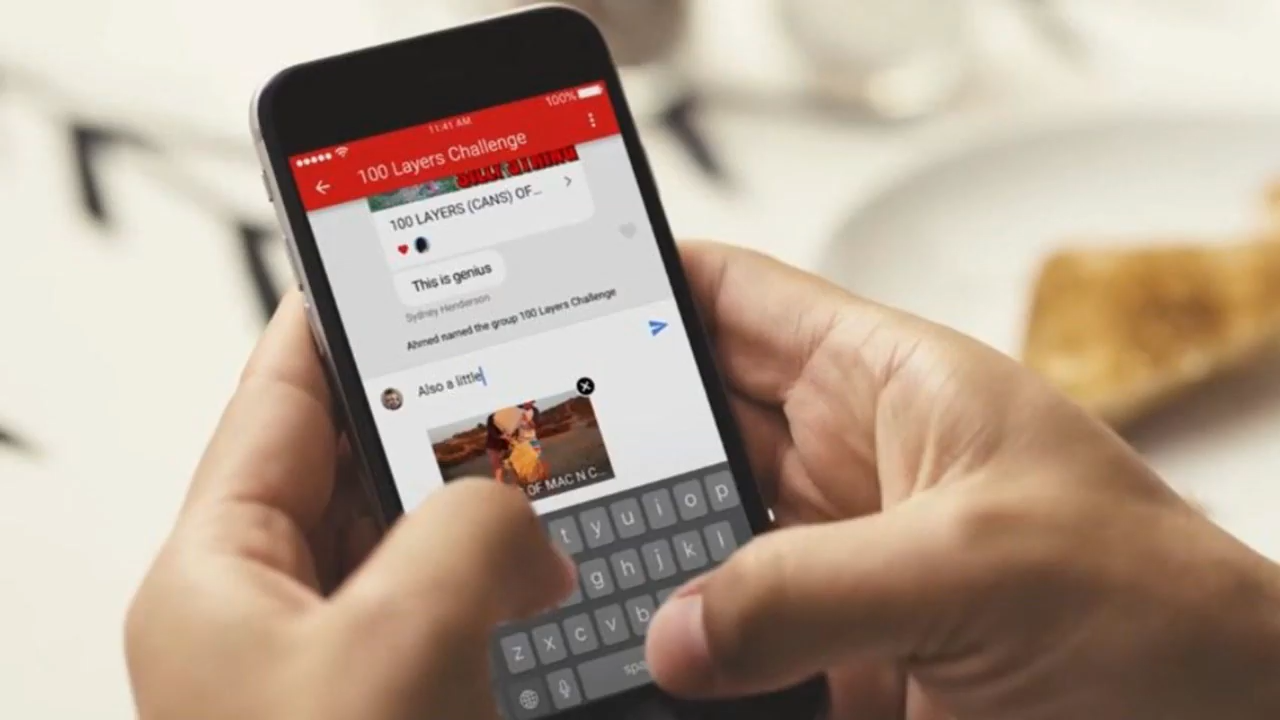 100%
11:41 AM
100 Layers Challenge
100 LAYERS (CANS) OF...
This is genius
Sydney Henderson
Ahmed named the group 100 Layers Challenge
Also a little
OF MAC N C...
t y u i o p
g h j k l
z x c v b
spa